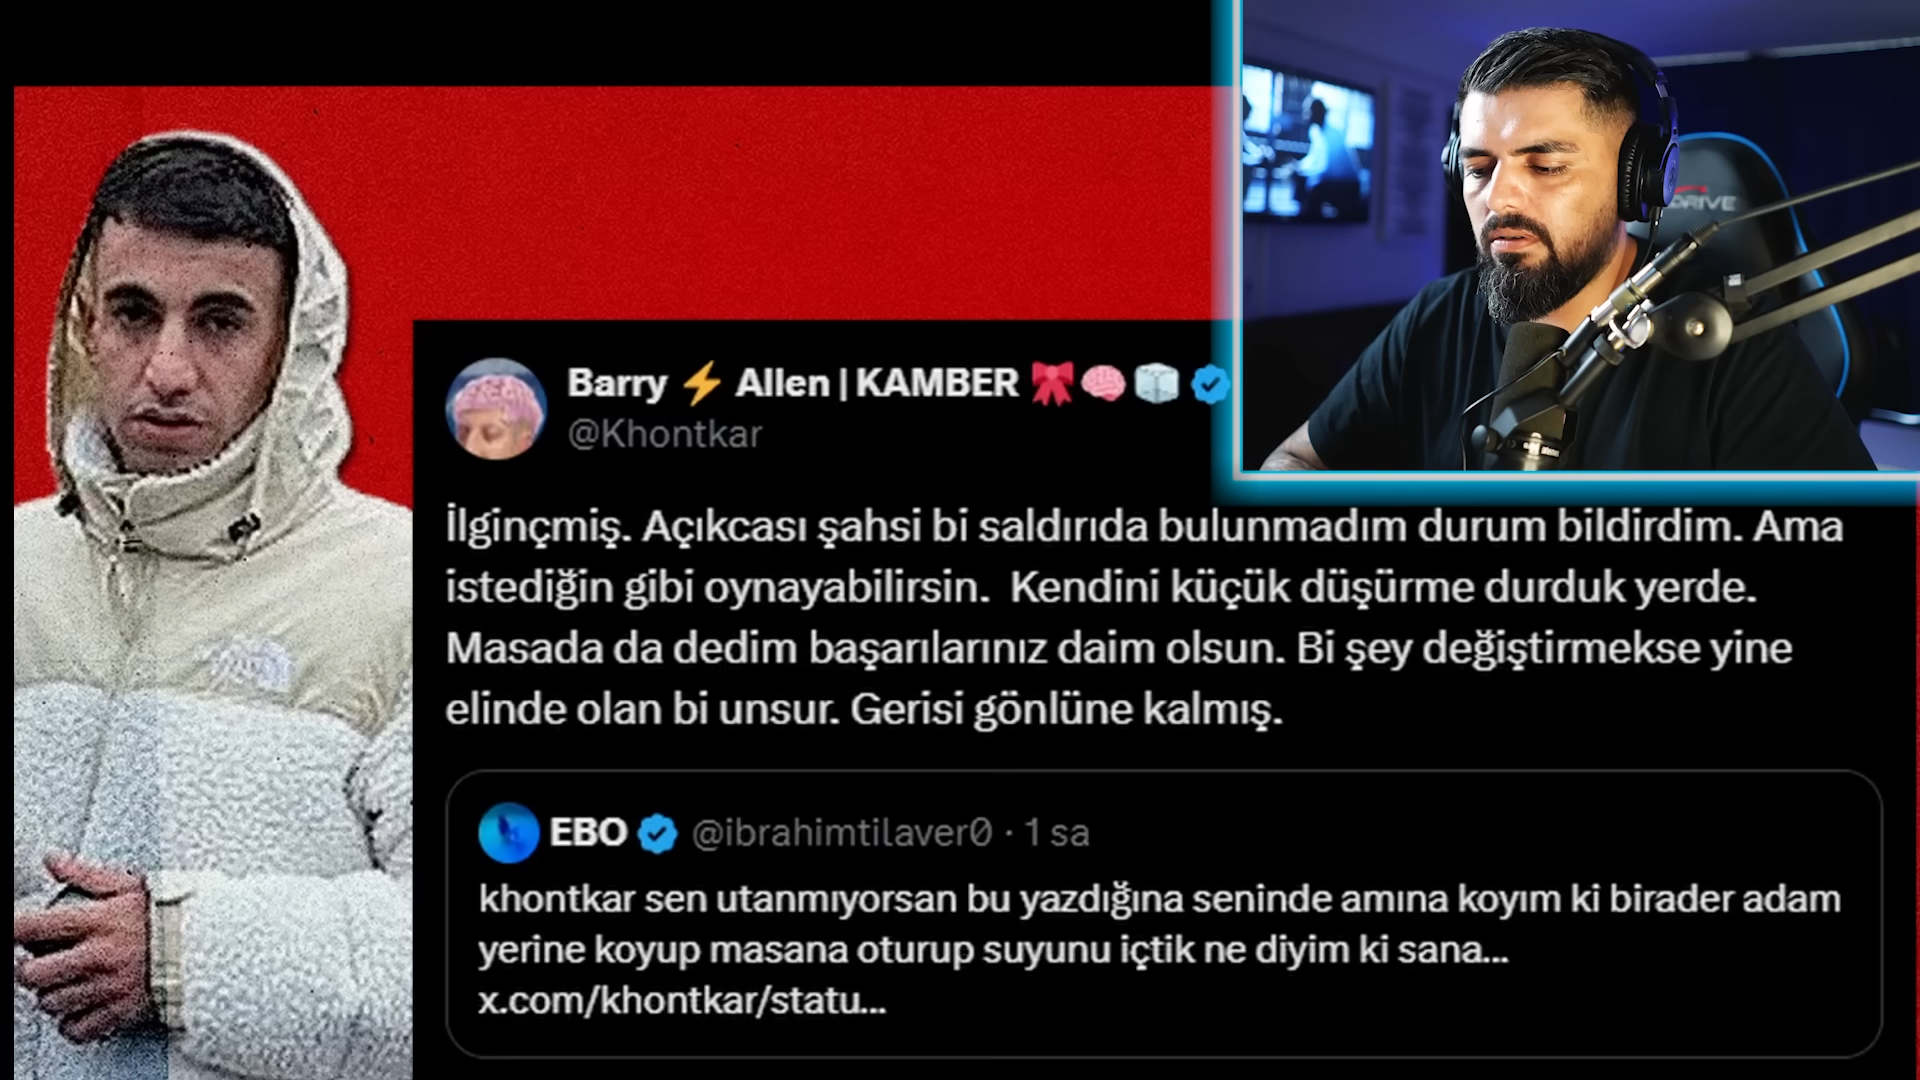 DRIVE
Barry ⚡ Allen | KAMBER 🎀🧠🧊
@Khontkar
İlginçmiş. Açıkcası şahsi bi saldırıda bulunmadım durum bildirdim. Ama
istediğin gibi oynayabilirsin. Kendini küçük düşürme durduk yerde.
Masada da dedim başarılarınız daim olsun. Bi şey değiştirmekse yine
elinde olan bi unsur. Gerisi gönlüne kalmış.
EBO @ibrahimtilaver0 · 1 sa
khontkar sen utanmıyorsan bu yazdığına seninde amına koyım ki birader adam
yerine koyup masana oturup suyunu içtik ne diyim ki sana...
x.com/khontkar/statu...